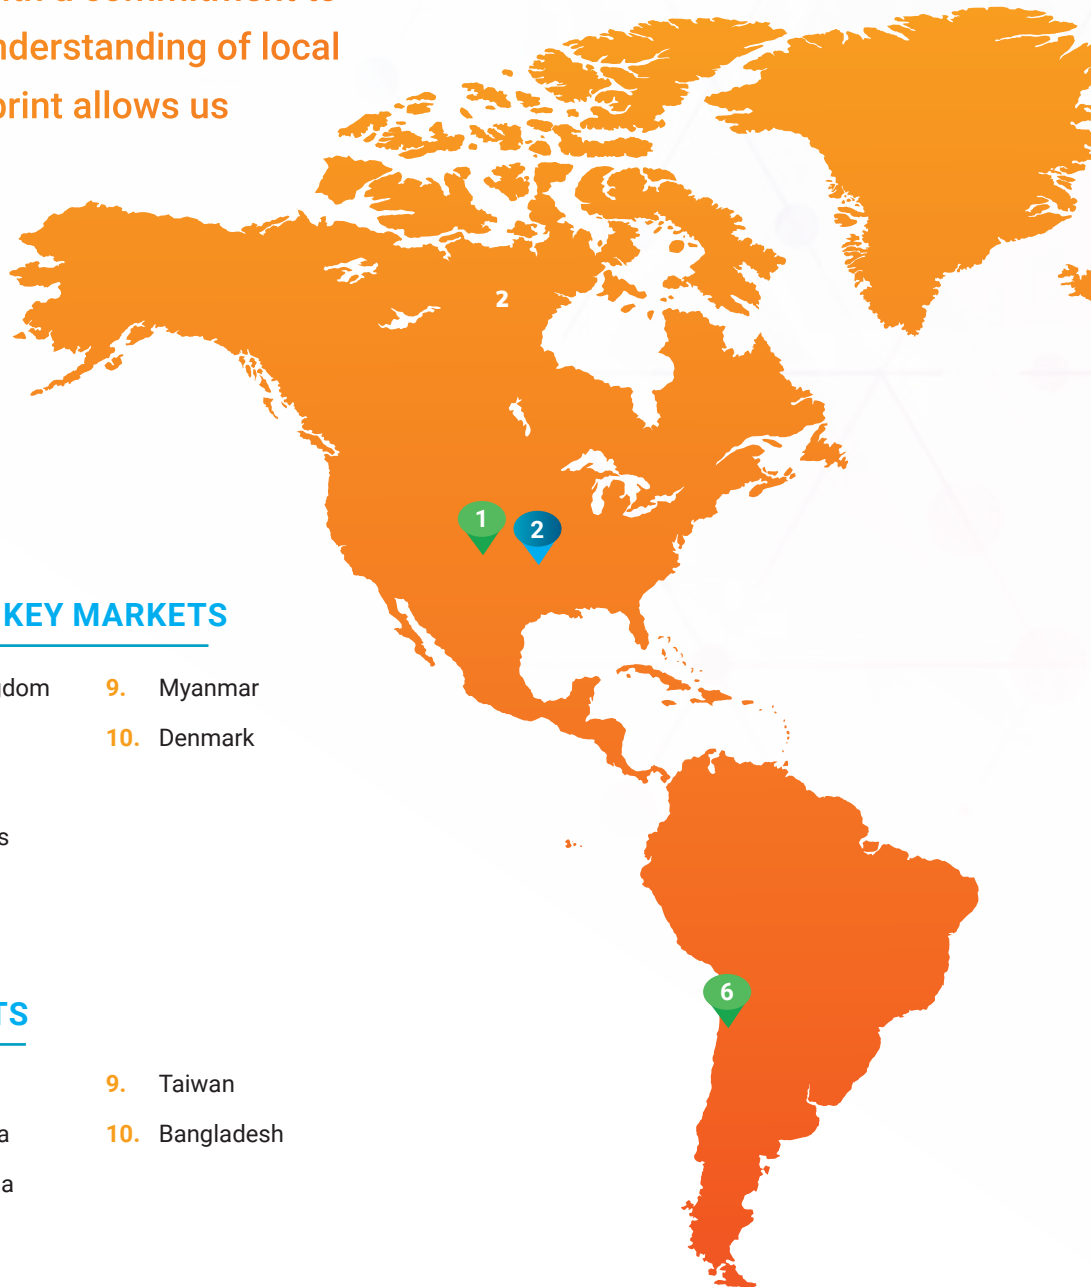 nderstanding of local
print allows us
2
1
2
KEY MARKETS
9. Myanmar
10. Denmark
6
TS
9. Taiwan
10. Bangladesh